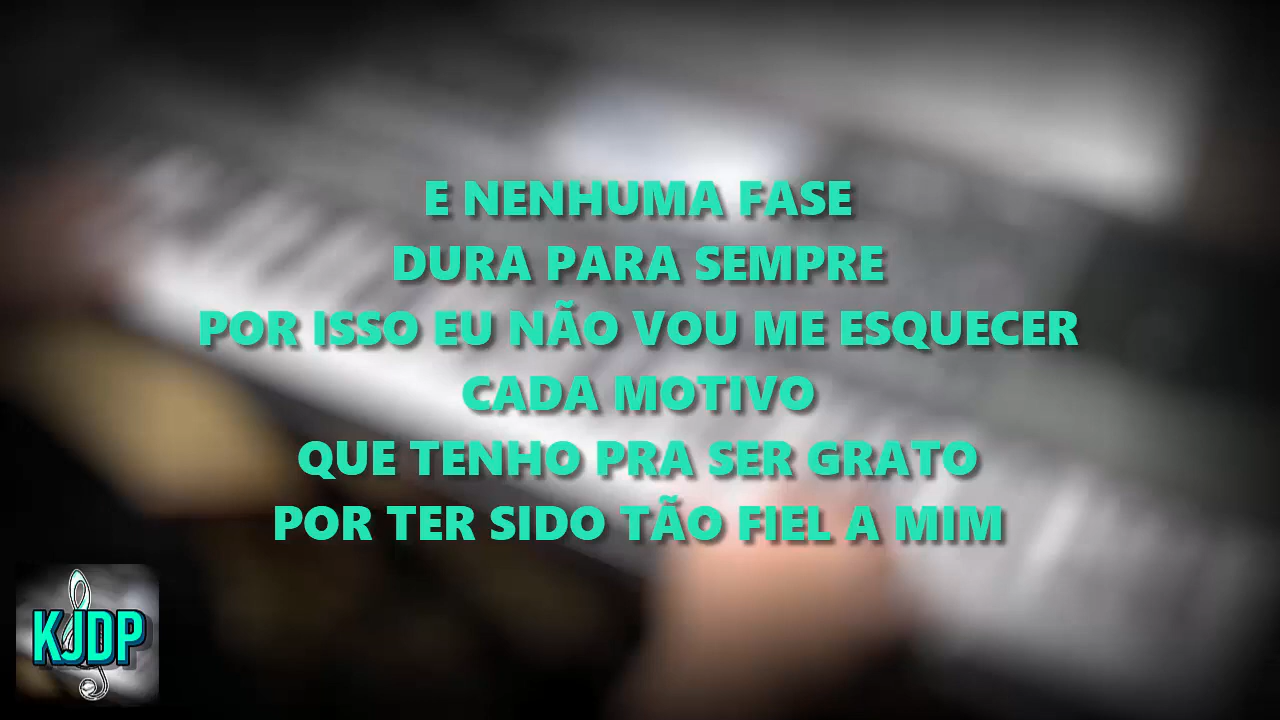 E NENHUMA FASE
DURA PARA SEMPRE
POR ISSO EU NÃO VOU ME ESQUECER
CADA MOTIVO
QUE TENHO PRA SER GRATO
POR TER SIDO TÃO FIEL A MIM
KJDP